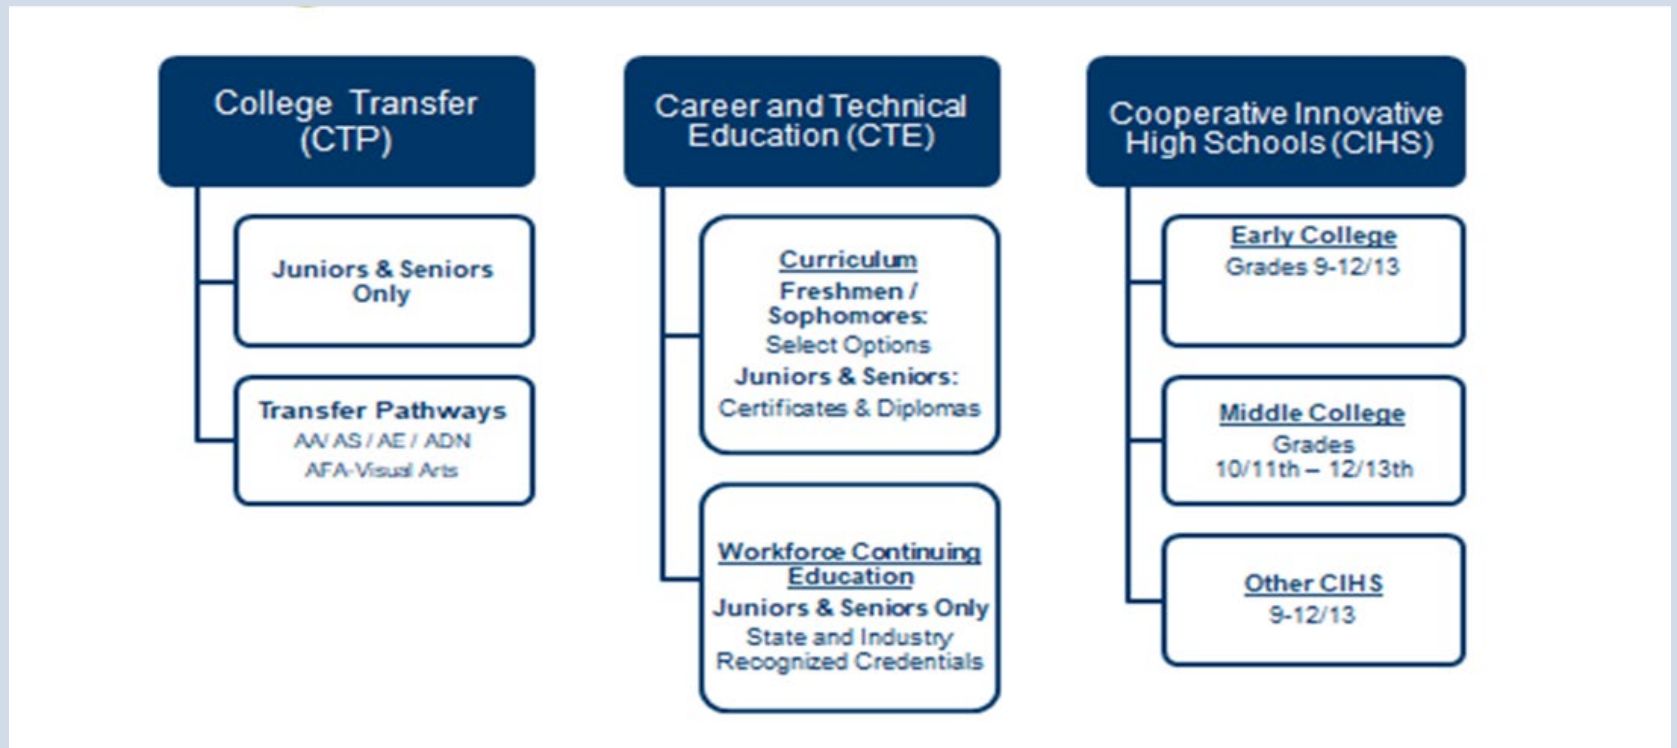 College Transfer
(CTP)
Juniors & Seniors
Only
Transfer Pathways
AA/ AS / AE / ADN
AFA-Visual Arts
Career and Technical
Education (CTE)
Curriculum
Freshmen /
Sophomores:
Select Options
Juniors & Seniors:
Certificates & Diplomas
Workforce Continuing
Education
Juniors & Seniors Only
State and Industry
Recognized Credentials
Cooperative Innovative
High Schools (CIHS)
Early College
Grades 9-12/13
Middle College
Grades
10/11th – 12/13th
Other CIHS
9-12/13